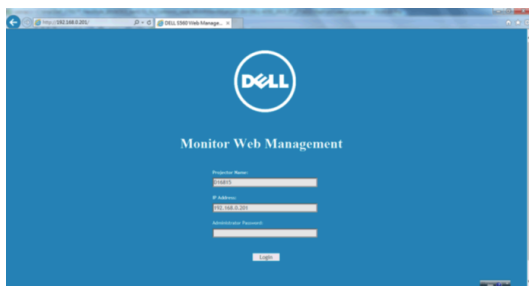 http://192.168.0.201/
DELL S560 Web Manage...
DELL
Monitor Web Management
Projector Name:
IP Address:
192.168.0.201
Administrator Password:
Login